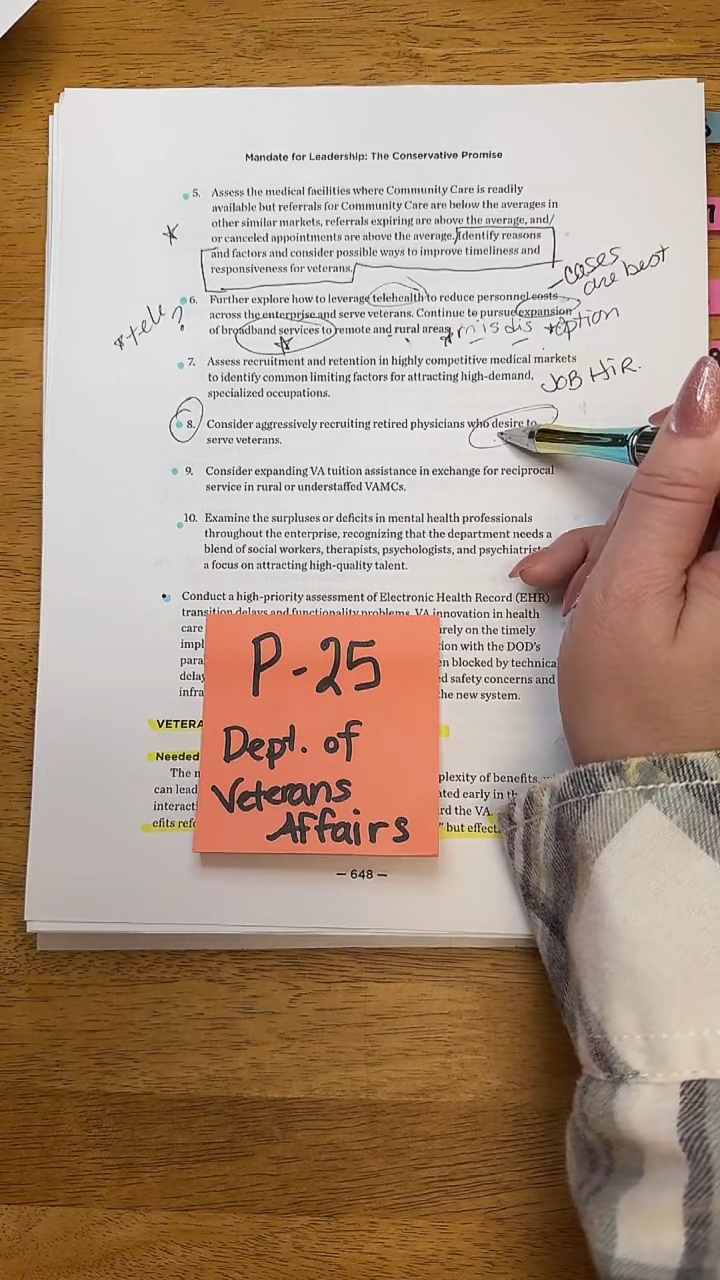 Mandate for Leadership: The Conservative Promise
5. Assess the medical facilities where Community Care is readily
available but referrals for Community Care are below the averages in
other similar markets, referrals expiring are above the average, and/
or canceled appointments are above the average. Identify reasons
and factors and consider possible ways to improve timeliness and
responsiveness for veterans.
- cases
are best
6. Further explore how to leverage telehealth to reduce personnel costs
across the enterprise and serve veterans. Continue to pursue expansion
of broadband services to remote and rural areas.
*tele ?
misdis *option
7. Assess recruitment and retention in highly competitive medical markets
to identify common limiting factors for attracting high-demand,
specialized occupations.
JOB HIR.
8. Consider aggressively recruiting retired physicians who desire to
serve veterans.
9. Consider expanding VA tuition assistance in exchange for reciprocal
service in rural or understaffed VAMCs.
10. Examine the surpluses or deficits in mental health professionals
throughout the enterprise, recognizing that the department needs a
blend of social workers, therapists, psychologists, and psychiatrist
a focus on attracting high-quality talent.
• Conduct a high-priority assessment of Electronic Health Record (EHR)
transition delays and functionality problems. VA innovation in health
care rely on the timely
impl ion with the DOD's
para en blocked by technica
delay d safety concerns and
infra he new system.
VETERA
Needed
The n plexity of benefits,
can lead ated early in th
interact rd the VA
efits refo " but effect.
P-25
Dept. of
Veterans
Affairs
— 648 —